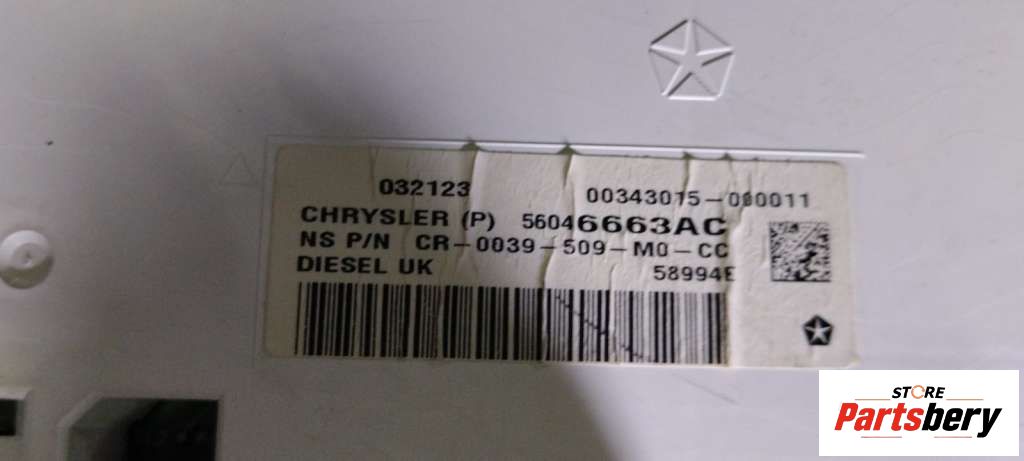 032123 00343015-000011
CHRYSLER (P) 56046663AC
NS P/N CR-0039-509-M0-CC
DIESEL UK 58994E
STORE
Partsbery